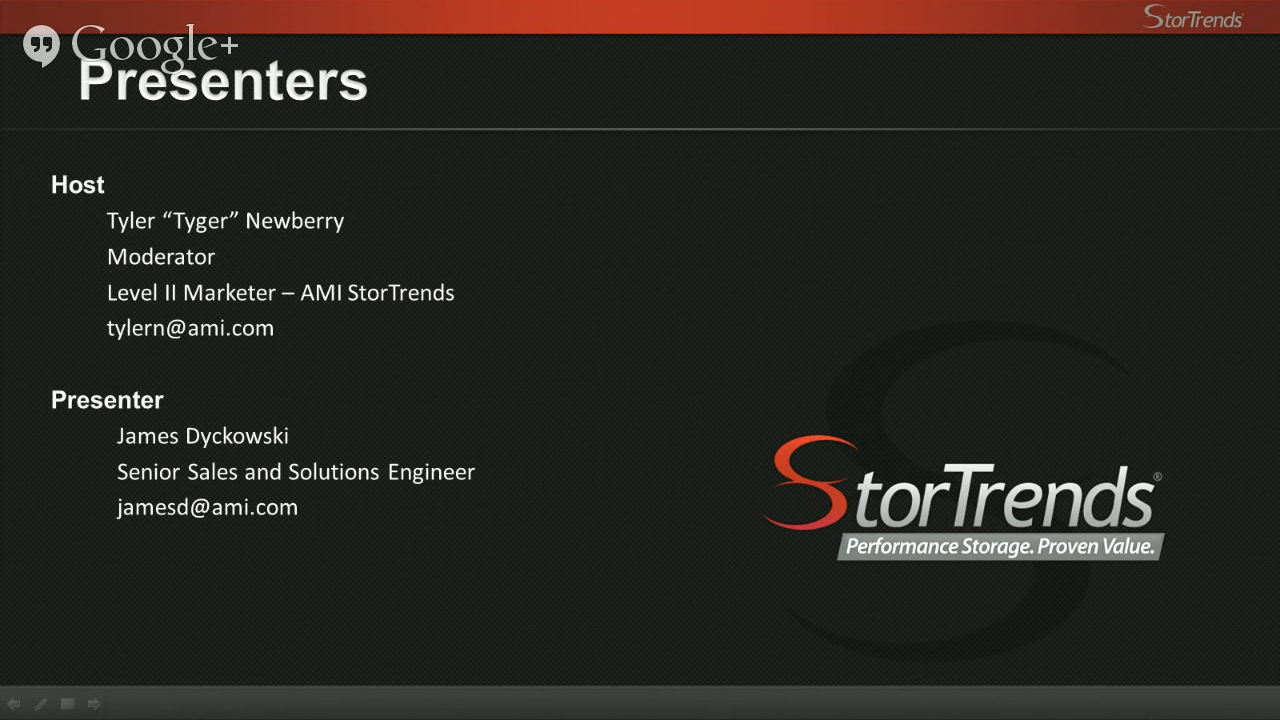 StorTrends
Google+
Presenters
Host
Tyler “Tyger” Newberry
Moderator
Level II Marketer – AMI StorTrends
tylern@ami.com
Presenter
James Dyckowski
Senior Sales and Solutions Engineer
jamesd@ami.com
StorTrends®
Performance Storage. Proven Value.